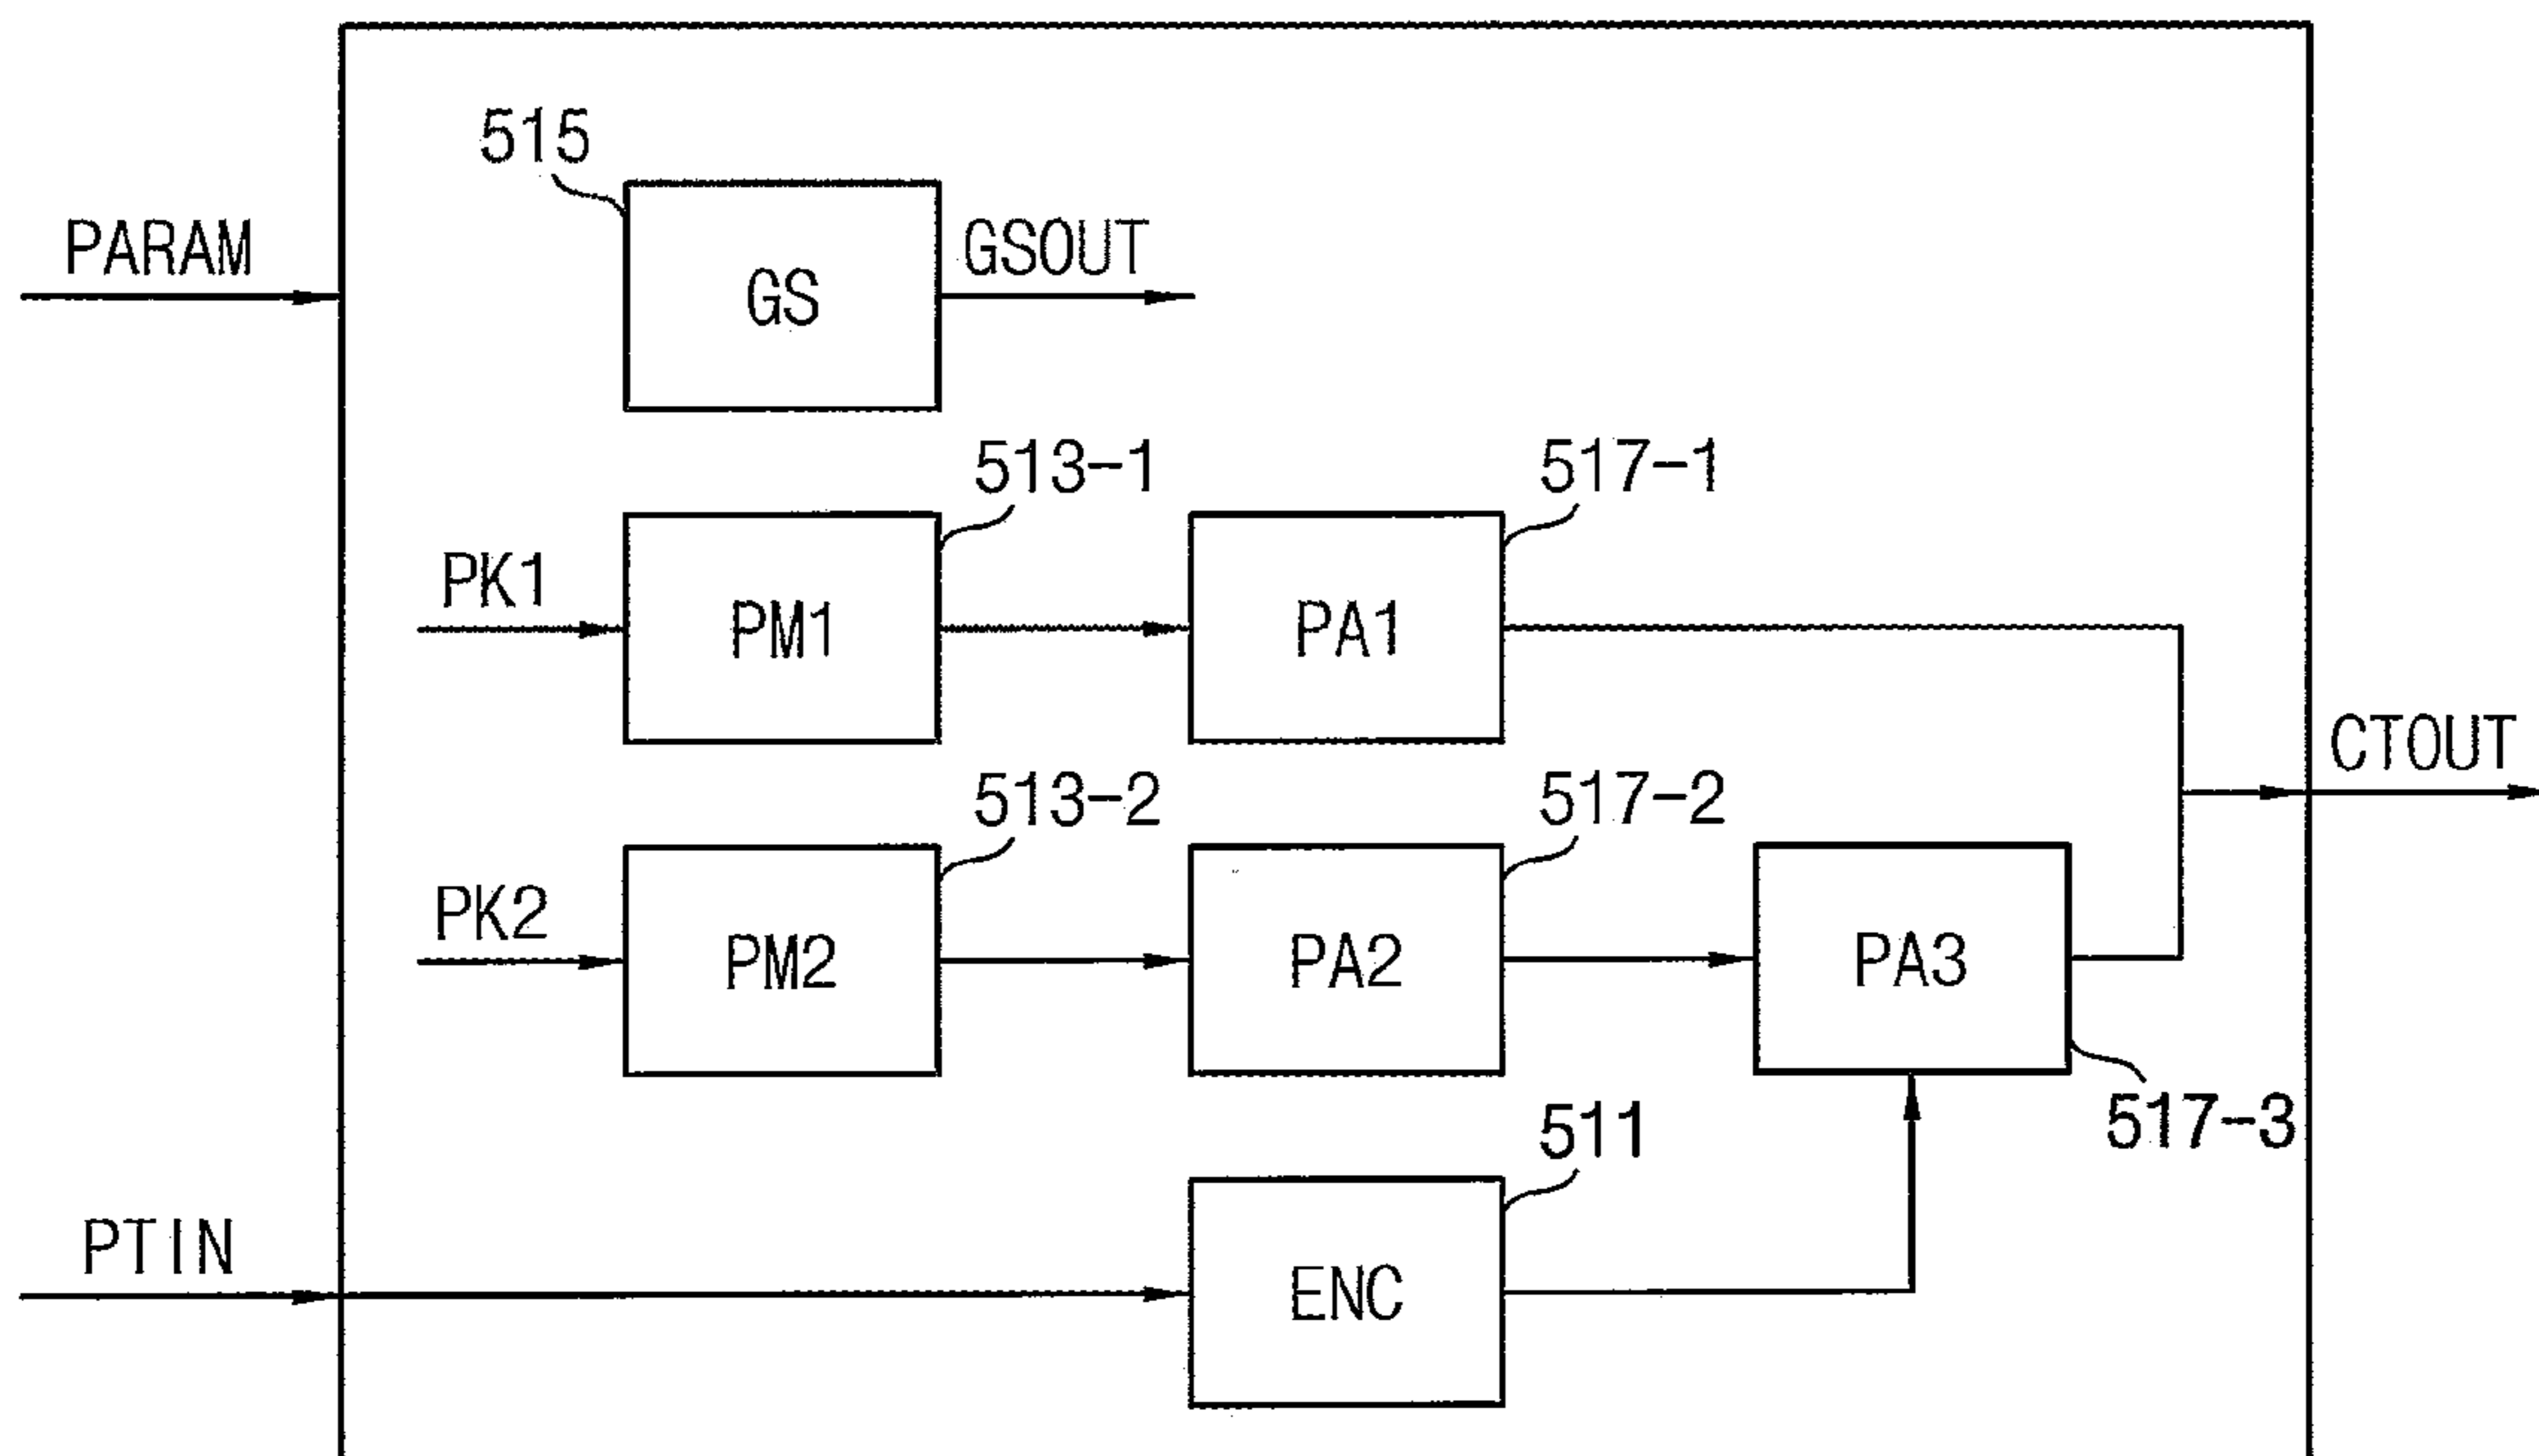 515
PARAM
GS
GSOUT
513-1
517-1
PK1
PM1
PA1
CTOUT
513-2
517-2
PK2
PM2
PA2
PA3
517-3
511
PTIN
ENC